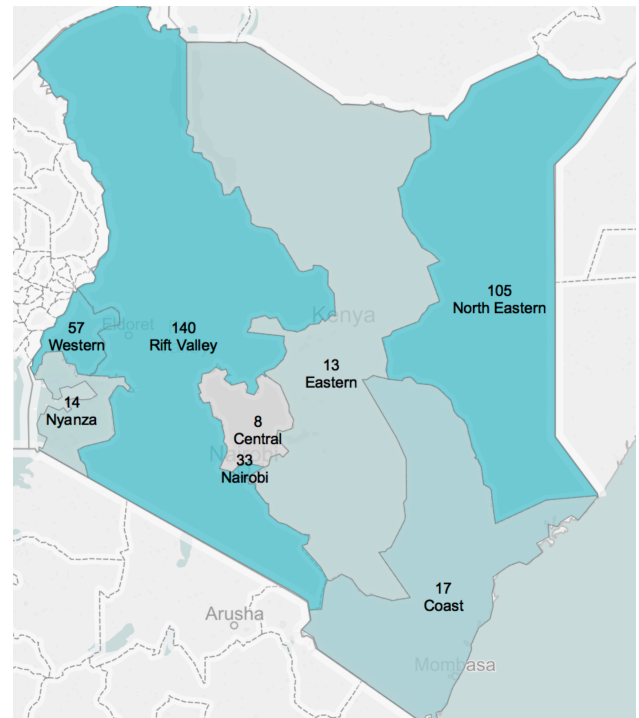 105
North Eastern
Kenya
57
Western
Eldoret
140
Rift Valley
13
Eastern
14
Nyanza
8
Central
Nairobi
33
Nairobi
17
Coast
Arusha
Mombasa